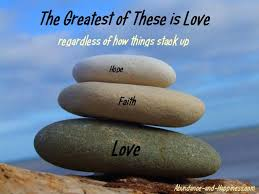 The Greatest of These is Love
regardless of how things stack up
Hope
Faith
Love
Abundance-and-Happiness.com